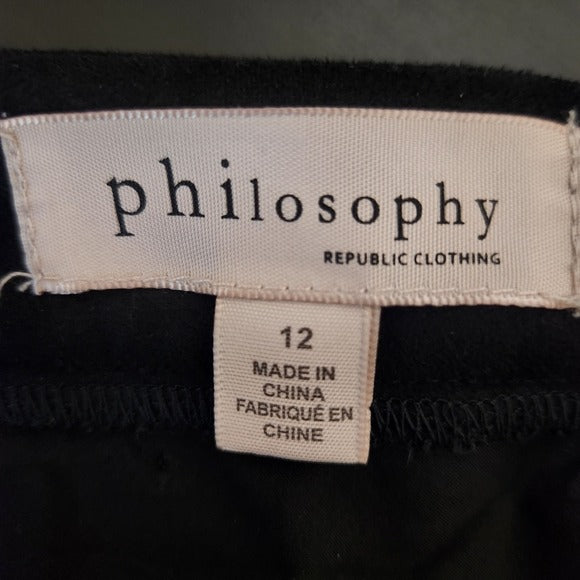 philosophy
REPUBLIC CLOTHING
12
MADE IN
CHINA
FABRIQUÉ EN
CHINE